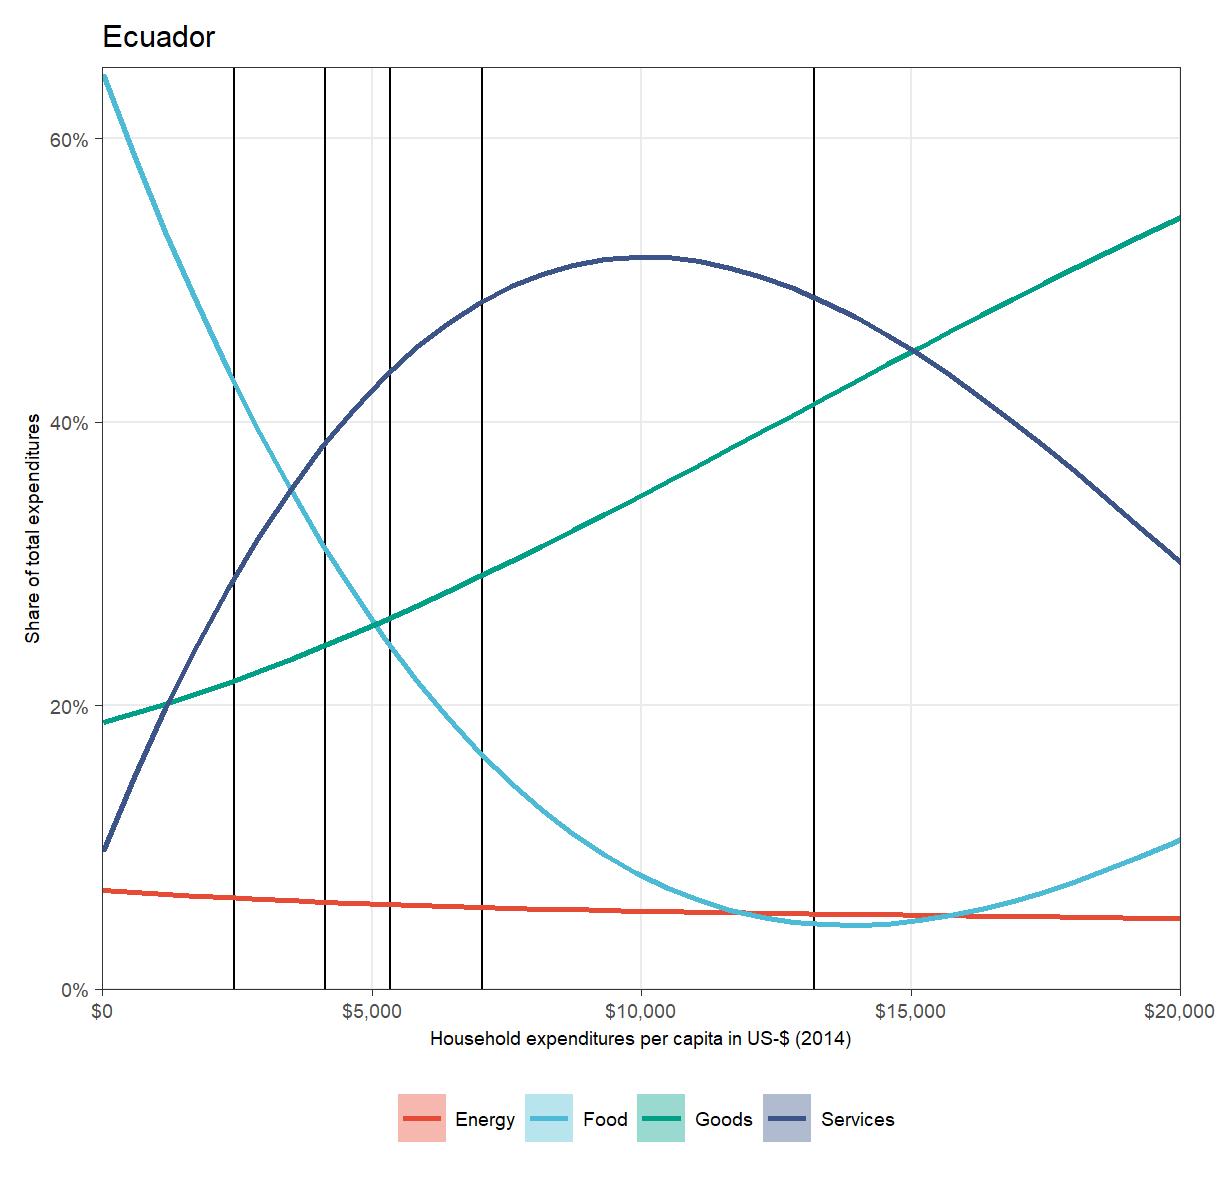 Ecuador
60%
40%
20%
0%
Share of total expenditures
$0 $5,000 $10,000 $15,000 $20,000
Household expenditures per capita in US-$ (2014)
Energy Food Goods Services